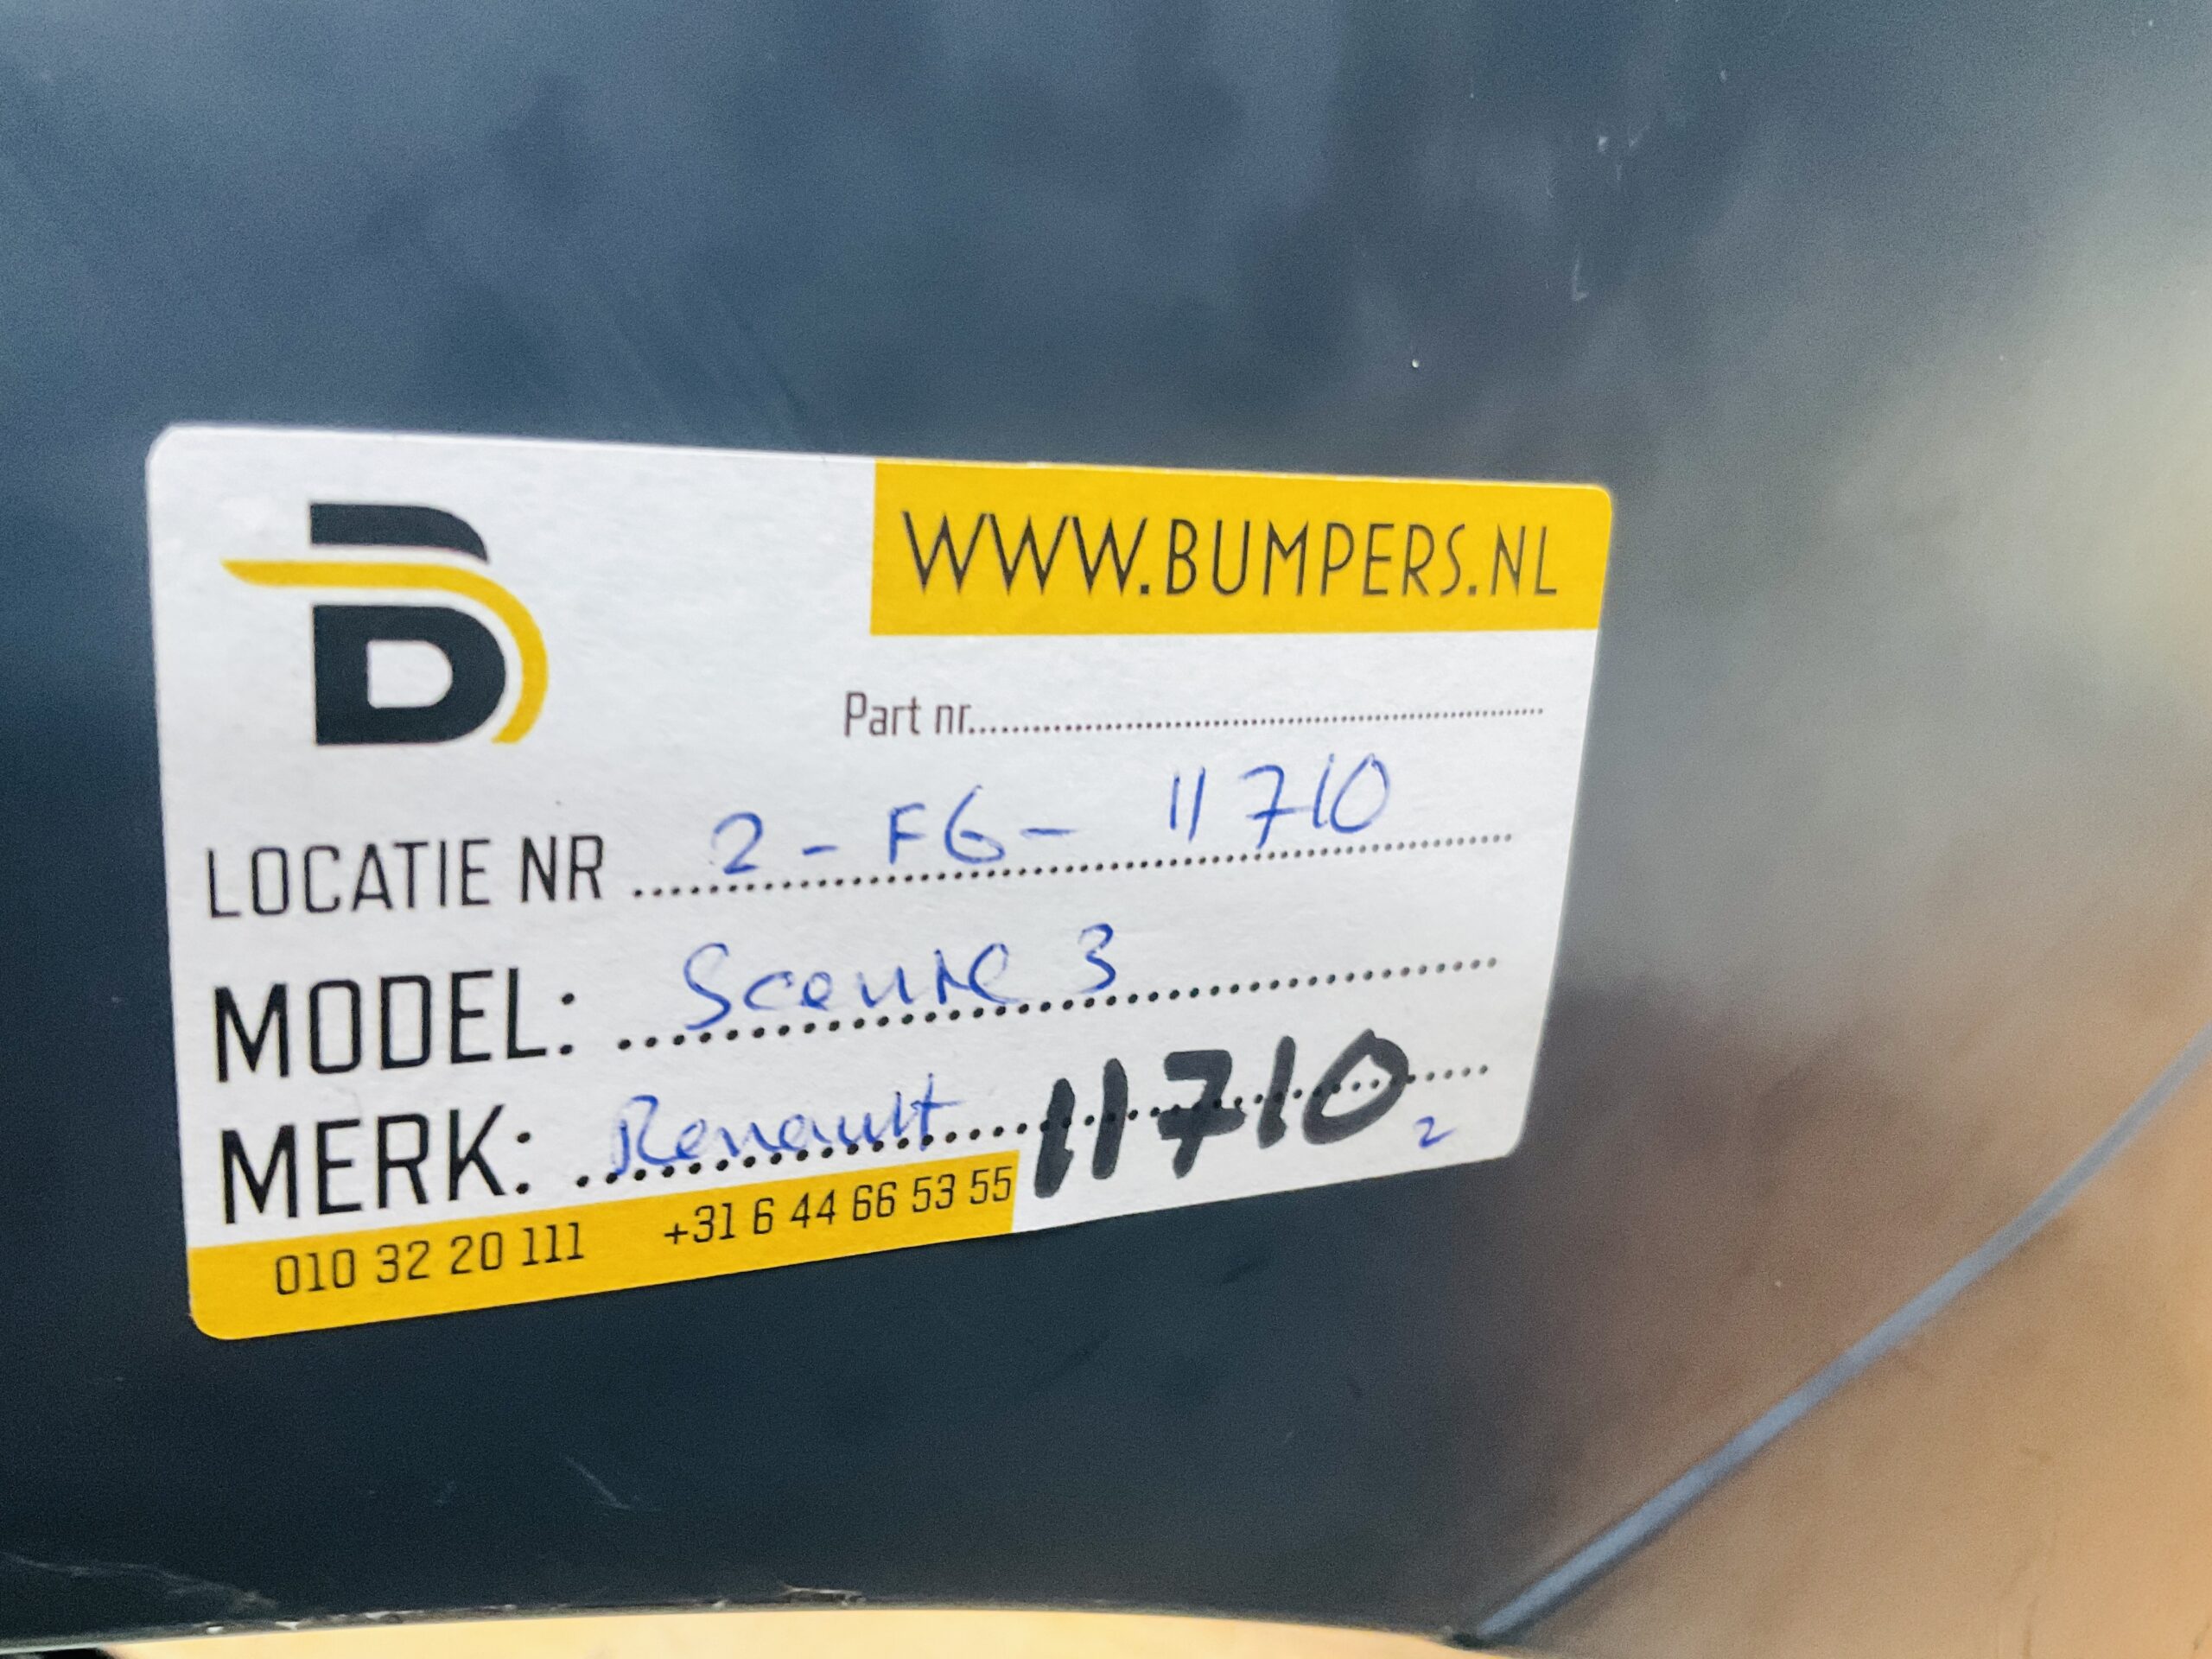 B
WWW.BUMPERS.NL
Part nr..........
LOCATIE NR .......... 2 - FG - 11710
MODEL: .......... Scenic 3
MERK: .......... Renault 11710 2
010 32 20 111 +31 6 44 66 53 55